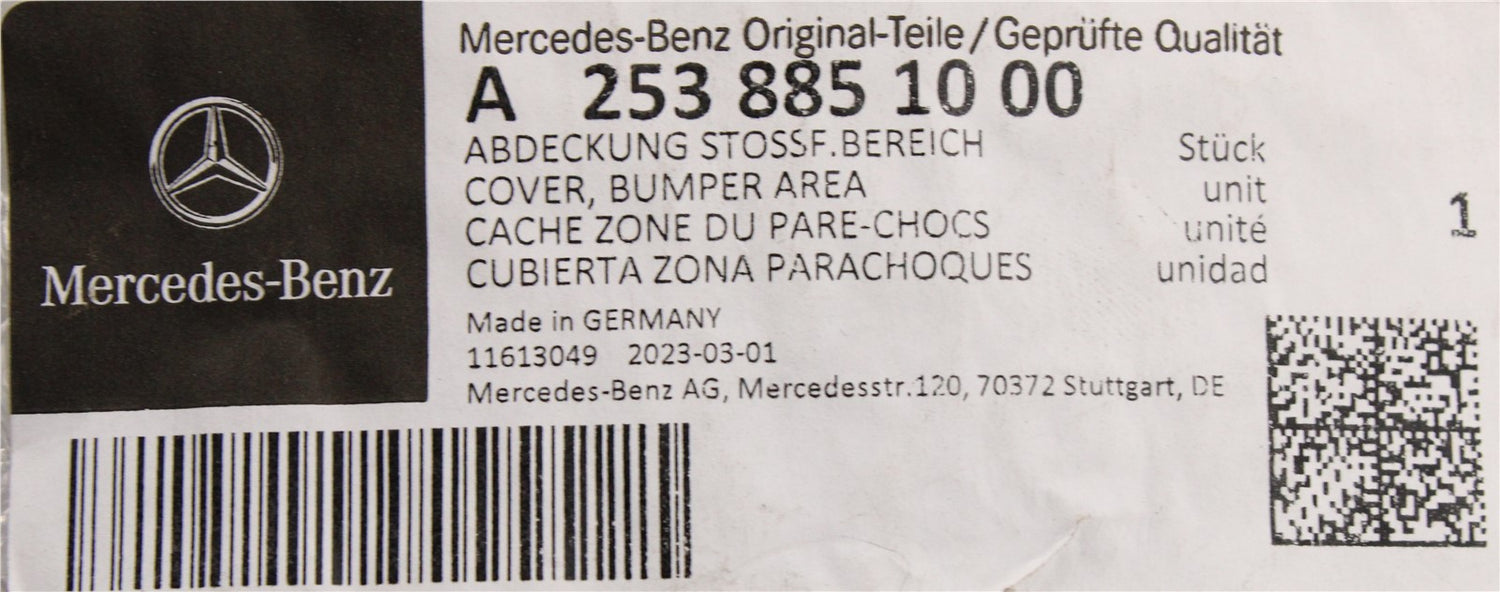 Mercedes-Benz
Mercedes-Benz Original-Teile/Geprüfte Qualität
A 253 885 10 00
ABDECKUNG STOSSF.BEREICH Stück
COVER, BUMPER AREA unit
CACHE ZONE DU PARE-CHOCS unité 1
CUBIERTA ZONA PARACHOQUES unidad
Made in GERMANY
11613049 2023-03-01
Mercedes-Benz AG, Mercedesstr.120, 70372 Stuttgart, DE